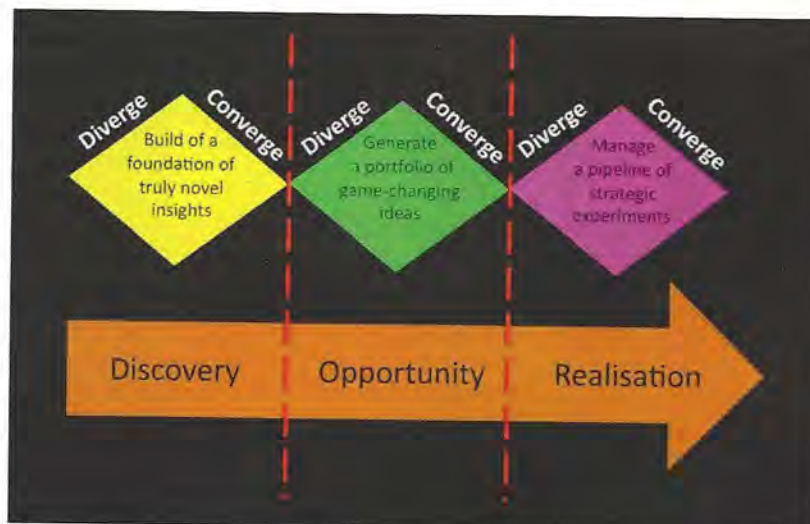 Diverge
Converge
Build of a
foundation of
truly novel
insights
Diverge
Converge
Generate
a portfolio of
game-changing
ideas
Diverge
Converge
Manage
a pipeline of
strategic
experiments
Discovery
Opportunity
Realisation